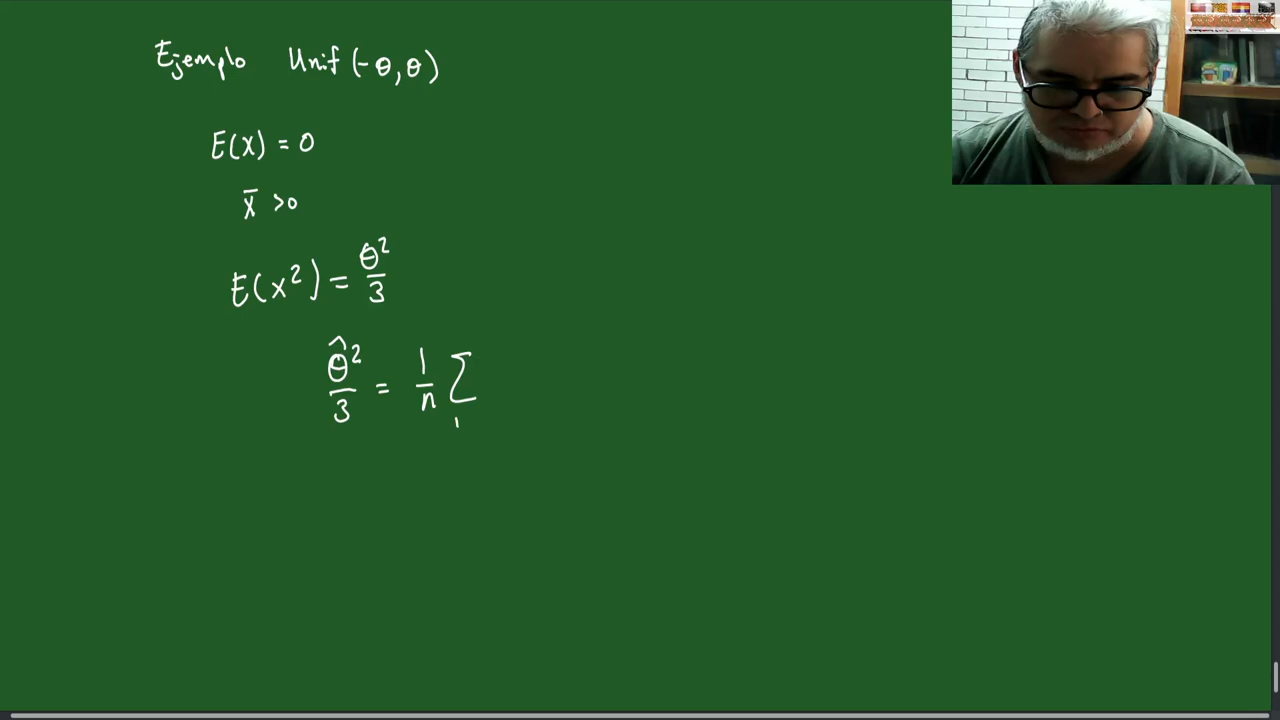 Ejemplo Unif(-θ, θ)
E(X) = 0
x̄ >0
E(x²) = θ²/3
θ̂²/3 = 1/n Σ